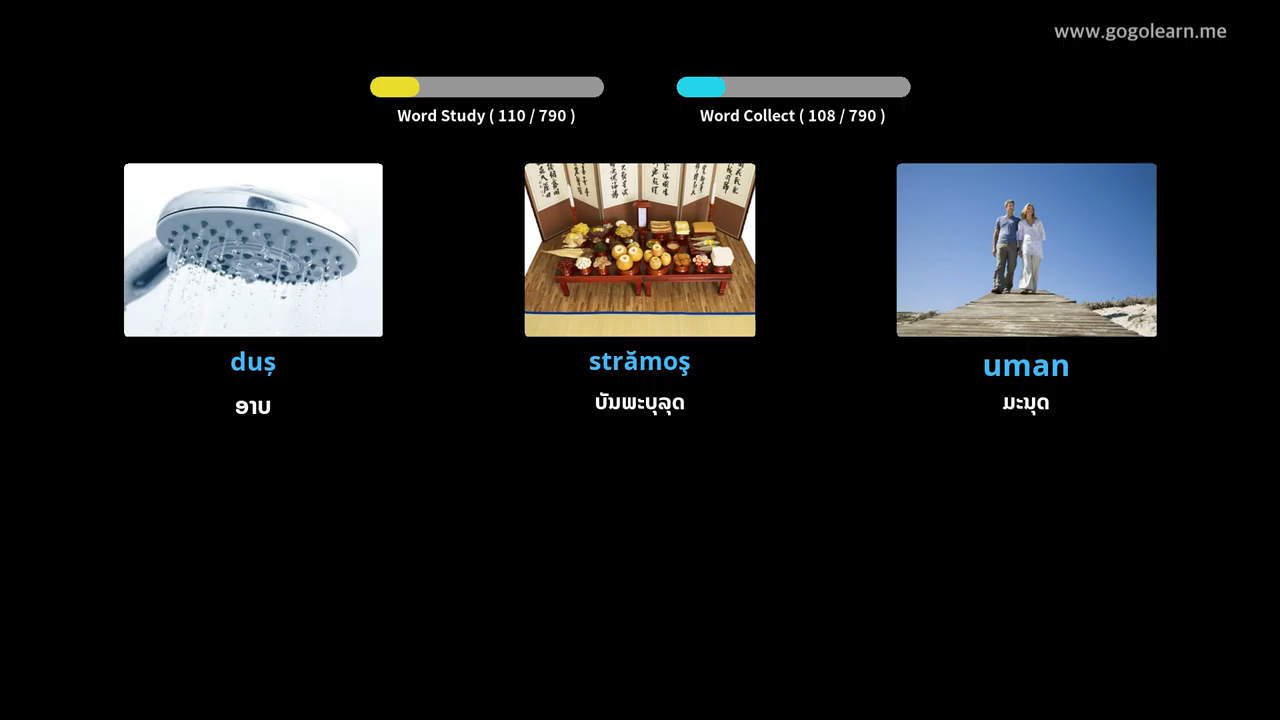 www.gogolearn.me
Word Study ( 110 / 790 )
Word Collect ( 108 / 790 )
duș
strămoş
uman
ອາບ
ບັນພະບຸລຸດ
ມະນຸດ